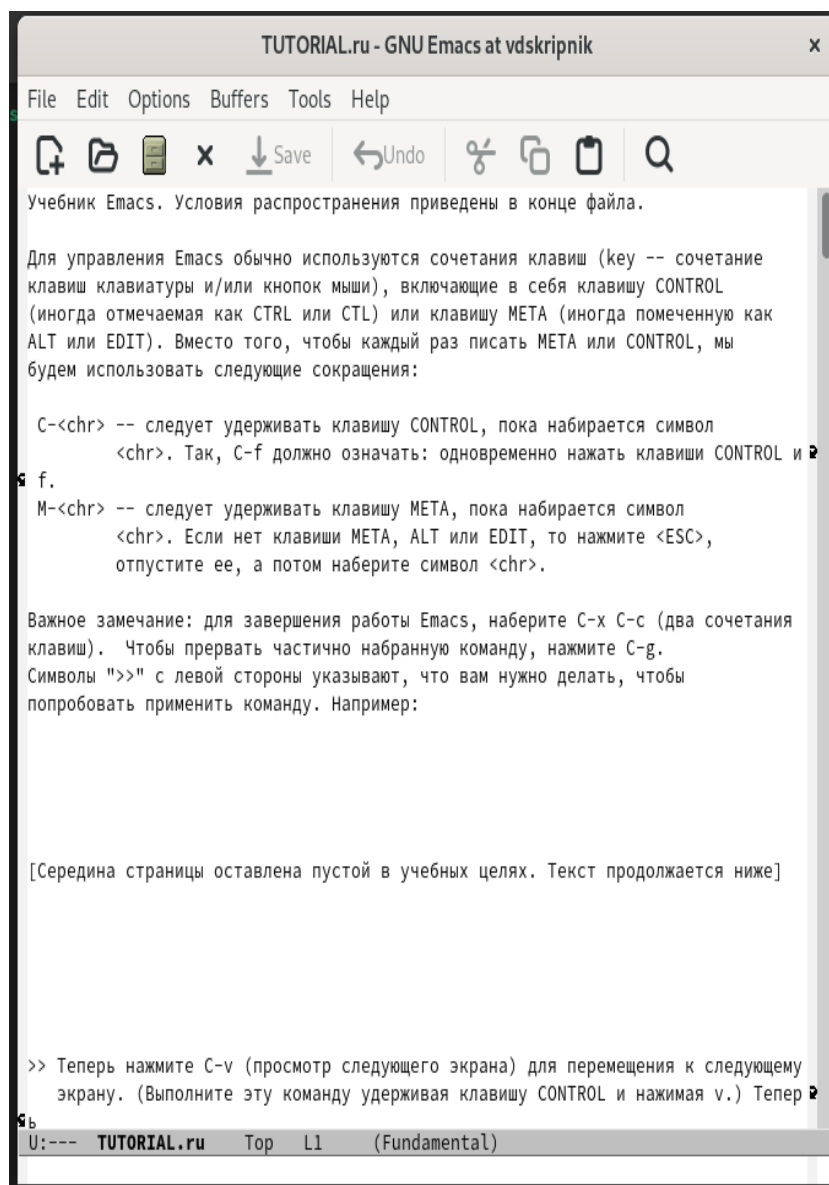 TUTORIAL.ru - GNU Emacs at vdskripnik
File Edit Options Buffers Tools Help
Save Undo
Учебник Emacs. Условия распространения приведены в конце файла.
Для управления Emacs обычно используются сочетания клавиш (key -- сочетание
клавиш клавиатуры и/или кнопок мыши), включающие в себя клавишу CONTROL
(иногда отмечаемая как CTRL или CTL) или клавишу META (иногда помеченную как
ALT или EDIT). Вместо того, чтобы каждый раз писать META или CONTROL, мы
будем использовать следующие сокращения:
C-<chr> -- следует удерживать клавишу CONTROL, пока набирается символ
<chr>. Так, C-f должно означать: одновременно нажать клавиши CONTROL и
f.
M-<chr> -- следует удерживать клавишу META, пока набирается символ
<chr>. Если нет клавиши META, ALT или EDIT, то нажмите <ESC>,
отпустите ее, а потом наберите символ <chr>.
Важное замечание: для завершения работы Emacs, наберите C-x C-c (два сочетания
клавиш).  Чтобы прервать частично набранную команду, нажмите C-g.
Символы ">>" с левой стороны указывают, что вам нужно делать, чтобы
попробовать применить команду. Например:
[Середина страницы оставлена пустой в учебных целях. Текст продолжается ниже]
>> Теперь нажмите C-v (просмотр следующего экрана) для перемещения к следующему
экрану. (Выполните эту команду удерживая клавишу CONTROL и нажимая v.) Тепер
ь
U:--- TUTORIAL.ru Top L1 (Fundamental)